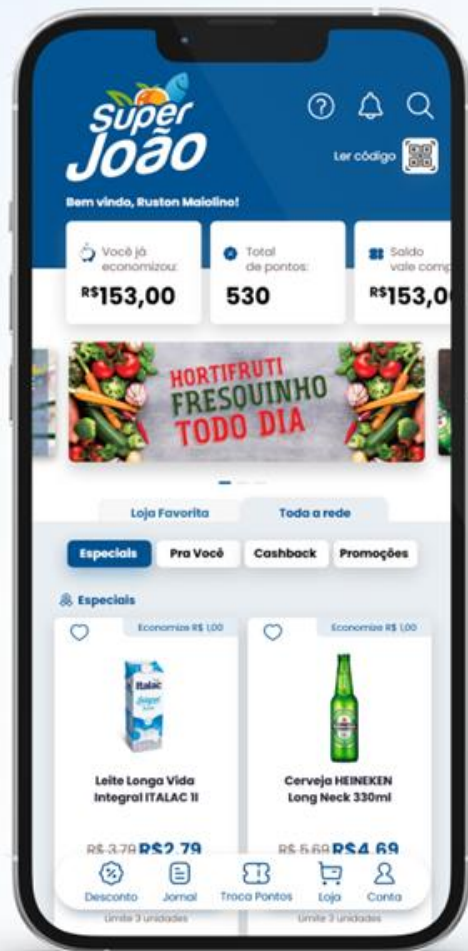 Super
João
Ler código
Bem vindo, Ruston Maiolino!
Você já
economizou:
R$153,00
Total
de pontos:
530
Saldo
vale comp
R$153,0
HORTIFRUTI
FRESQUINHO
TODO DIA
Loja Favorita
Toda a rede
Especiais
Pra Você
Cashback
Promoções
Especiais
Economize R$ 1,00
Economize R$ 1,00
Italac
HEINEKEN
Leite Longa Vida
Integral ITALAC 1l
Cerveja HEINEKEN
Long Neck 330ml
R$ 3,79 R$2,79
R$ 5,69 R$4,69
Desconto
Jornal
Troca Pontos
Loja
Conta
Limite 3 unidades
Limite 3 unidades